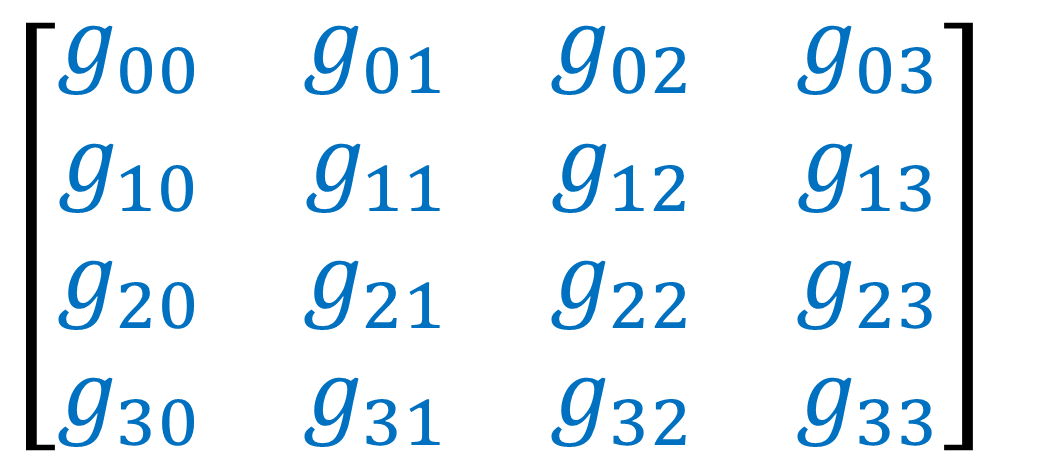 g₀₀ g₀₁ g₀₂ g₀₃
g₁₀ g₁₁ g₁₂ g₁₃
g₂₀ g₂₁ g₂₂ g₂₃
g₃₀ g₃₁ g₃₂ g₃₃